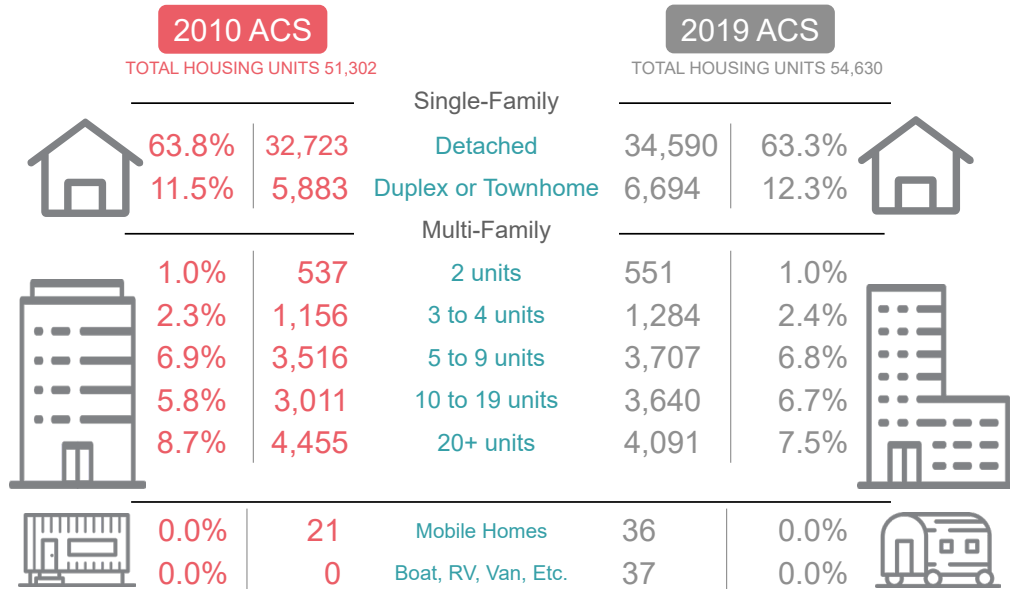 2010 ACS 2019 ACS
TOTAL HOUSING UNITS 51,302 TOTAL HOUSING UNITS 54,630
Single-Family
63.8% 32,723 Detached 34,590 63.3%
11.5% 5,883 Duplex or Townhome 6,694 12.3%
Multi-Family
1.0% 537 2 units 551 1.0%
2.3% 1,156 3 to 4 units 1,284 2.4%
6.9% 3,516 5 to 9 units 3,707 6.8%
5.8% 3,011 10 to 19 units 3,640 6.7%
8.7% 4,455 20+ units 4,091 7.5%
0.0% 21 Mobile Homes 36 0.0%
0.0% 0 Boat, RV, Van, Etc. 37 0.0%